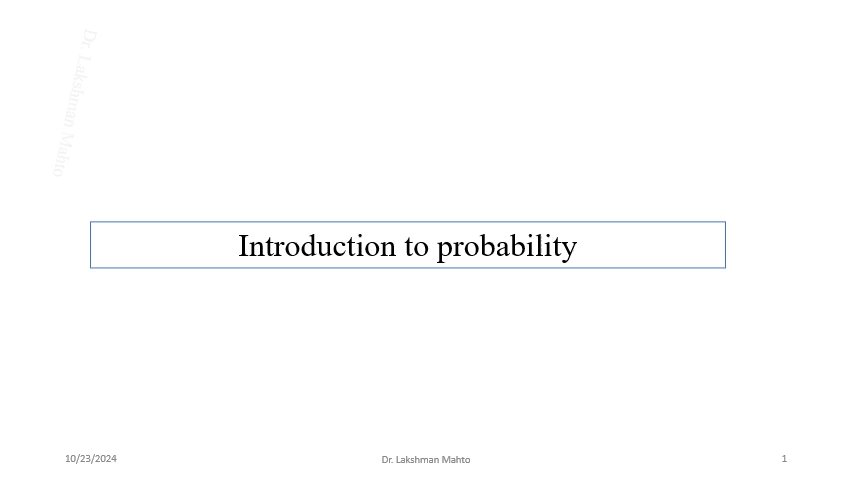 Dr. Lakshman Mahto
Introduction to probability
10/23/2024
Dr. Lakshman Mahto
1